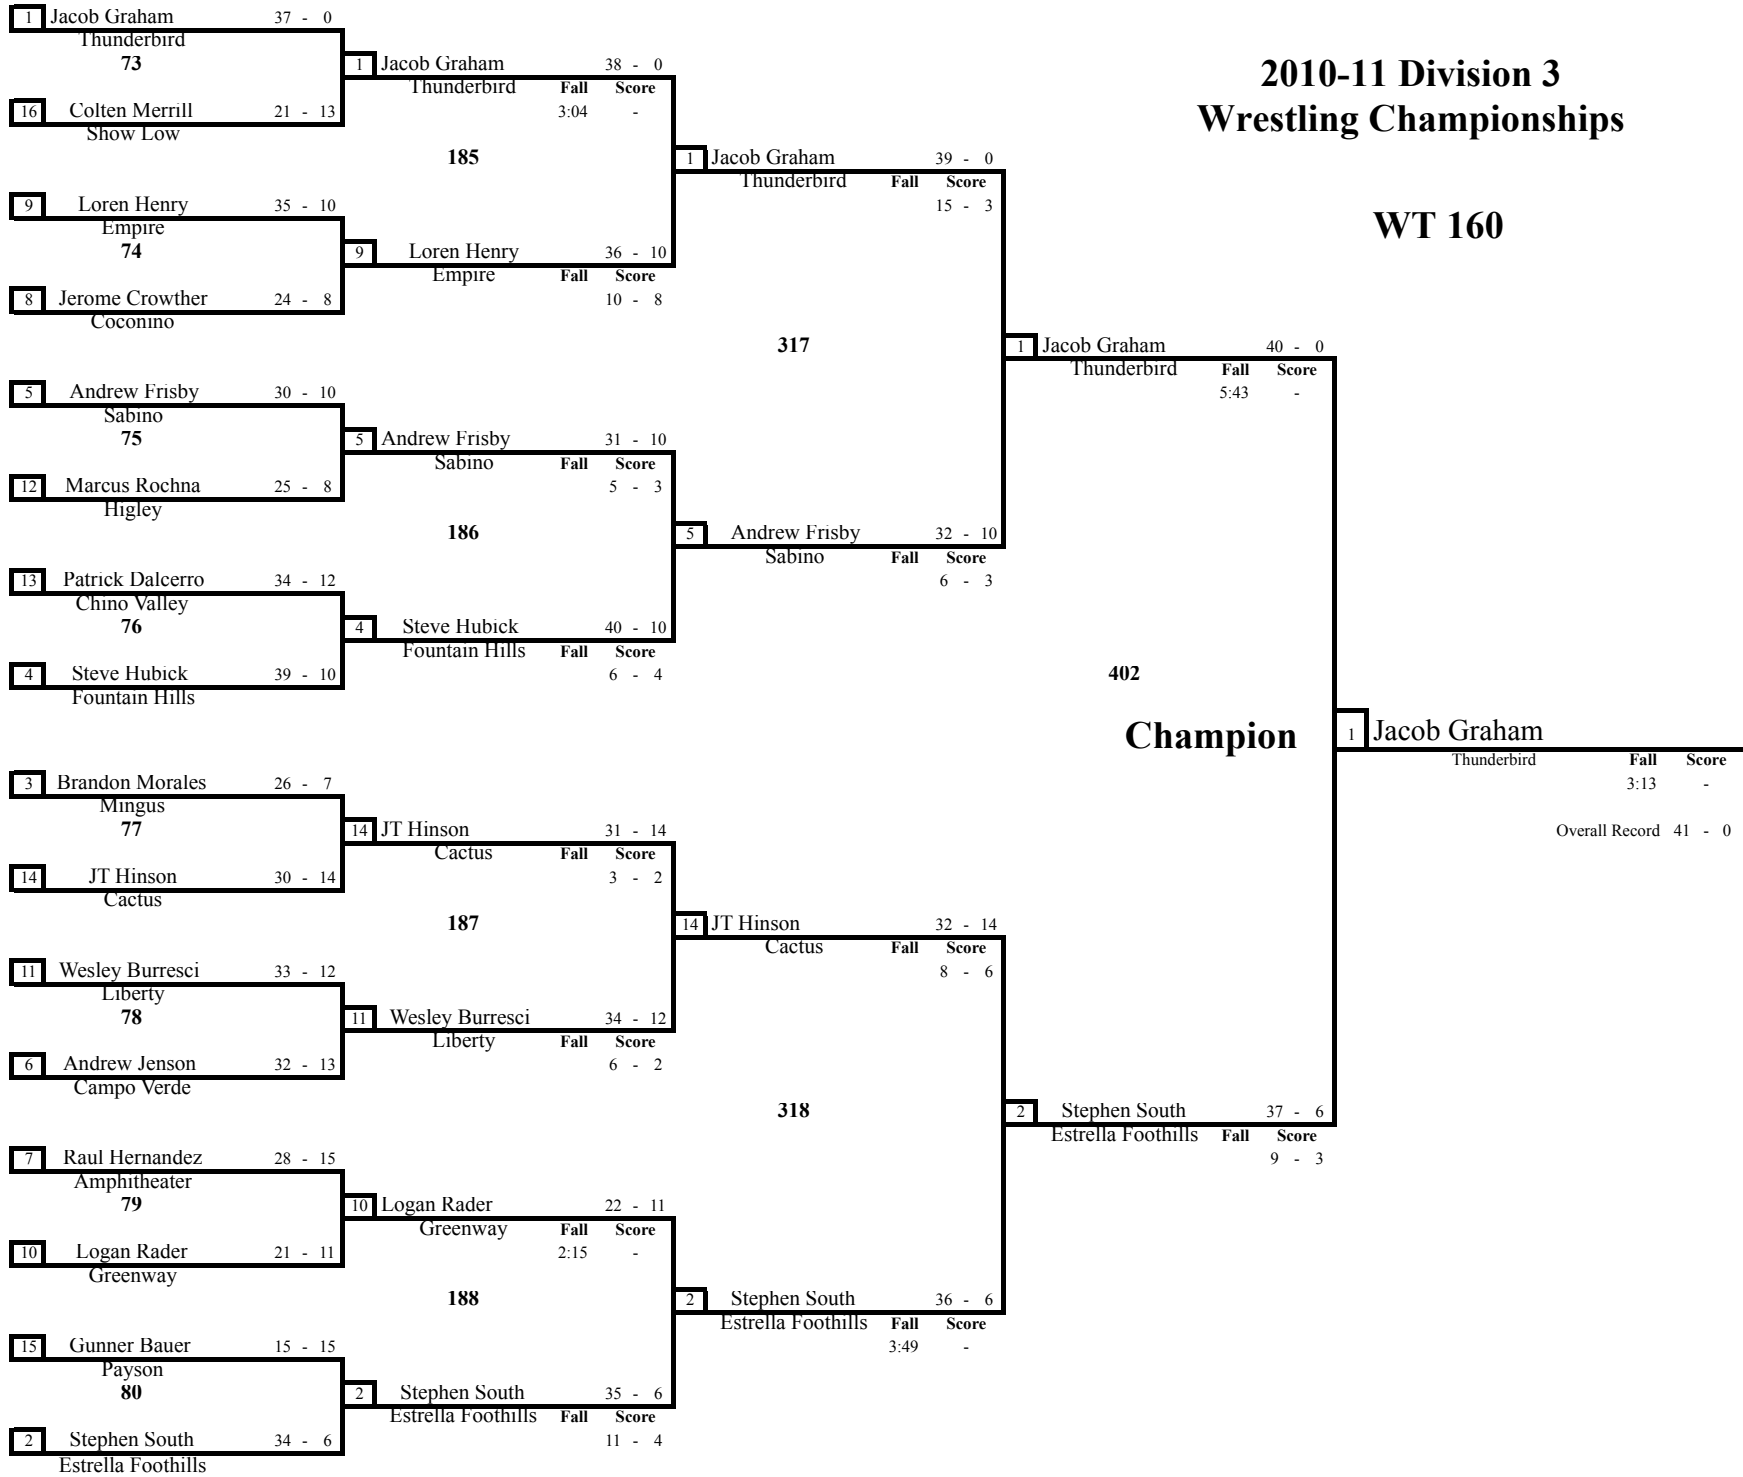 2010-11 Division 3
Wrestling Championships
WT 160
1 Jacob Graham 37 - 0
Thunderbird
73
16 Colten Merrill 21 - 13
Show Low
9 Loren Henry 35 - 10
Empire
74
8 Jerome Crowther 24 - 8
Coconino
5 Andrew Frisby 30 - 10
Sabino
75
12 Marcus Rochna 25 - 8
Higley
13 Patrick Dalcerro 34 - 12
Chino Valley
76
4 Steve Hubick 39 - 10
Fountain Hills
3 Brandon Morales 26 - 7
Mingus
77
14 JT Hinson 30 - 14
Cactus
11 Wesley Burresci 33 - 12
Liberty
78
6 Andrew Jenson 32 - 13
Campo Verde
7 Raul Hernandez 28 - 15
Amphitheater
79
10 Logan Rader 21 - 11
Greenway
15 Gunner Bauer 15 - 15
Payson
80
2 Stephen South 34 - 6
Estrella Foothills
1 Jacob Graham 38 - 0
Thunderbird Fall Score
3:04 -
185
9 Loren Henry 36 - 10
Empire Fall Score
10 - 8
5 Andrew Frisby 31 - 10
Sabino Fall Score
5 - 3
186
4 Steve Hubick 40 - 10
Fountain Hills Fall Score
6 - 4
14 JT Hinson 31 - 14
Cactus Fall Score
3 - 2
187
11 Wesley Burresci 34 - 12
Liberty Fall Score
6 - 2
10 Logan Rader 22 - 11
Greenway Fall Score
2:15 -
188
2 Stephen South 35 - 6
Estrella Foothills Fall Score
11 - 4
1 Jacob Graham 39 - 0
Thunderbird Fall Score
15 - 3
317
5 Andrew Frisby 32 - 10
Sabino Fall Score
6 - 3
14 JT Hinson 32 - 14
Cactus Fall Score
8 - 6
318
2 Stephen South 36 - 6
Estrella Foothills Fall Score
3:49 -
1 Jacob Graham 40 - 0
Thunderbird Fall Score
5:43 -
402
Champion
2 Stephen South 37 - 6
Estrella Foothills Fall Score
9 - 3
1 Jacob Graham
Thunderbird Fall Score
3:13 -
Overall Record 41 - 0